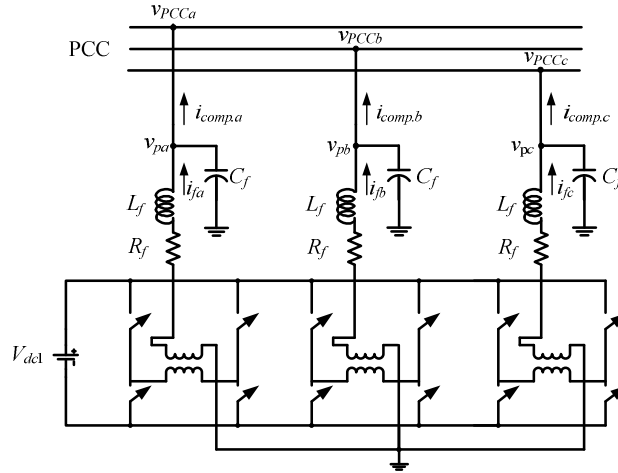 v_PCCa
PCC
v_PCCb
v_PCCc
i_comp.a
i_comp.b
i_comp.c
v_pa
v_pb
v_pc
C_f
C_f
C_f
i_fa
i_fb
i_fc
L_f
L_f
L_f
R_f
R_f
R_f
V_dc1